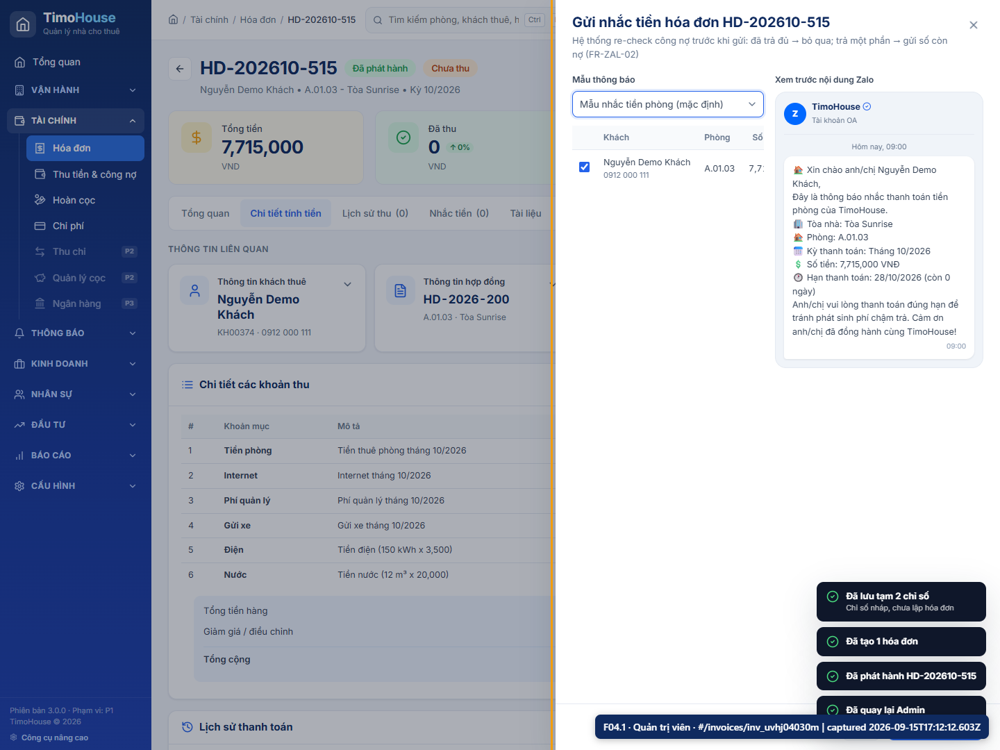 TimoHouse
Quản lý nhà cho thuê
Tổng quan
VẬN HÀNH
TÀI CHÍNH
Hóa đơn
Thu tiền & công nợ
Hoàn cọc
Chi phí
Thu chi P2
Quản lý cọc P2
Ngân hàng P3
THÔNG BÁO
KINH DOANH
NHÂN SỰ
ĐẦU TƯ
BÁO CÁO
CẤU HÌNH
Phiên bản 3.0.0 · Phạm vi: P1
TimoHouse © 2026
Công cụ nâng cao
/ Tài chính / Hóa đơn / HD-202610-515
Tìm kiếm phòng, khách thuê, h Ctrl
HD-202610-515 Đã phát hành Chưa thu
Nguyễn Demo Khách • A.01.03 - Tòa Sunrise • Kỳ 10/2026
Tổng tiền
7,715,000
VND
Đã thu
0 ↑ 0%
VND
Tổng quan Chi tiết tính tiền Lịch sử thu (0) Nhắc tiền (0) Tài liệu
THÔNG TIN LIÊN QUAN
Thông tin khách thuê
Nguyễn Demo
Khách
KH00374 · 0912 000 111
Thông tin hợp đồng
HD-2026-200
A.01.03 · Tòa Sunrise
Chi tiết các khoản thu
# Khoản mục Mô tả
1 Tiền phòng Tiền thuê phòng tháng 10/2026
2 Internet Internet tháng 10/2026
3 Phí quản lý Phí quản lý tháng 10/2026
4 Gửi xe Gửi xe tháng 10/2026
5 Điện Tiền điện (150 kWh x 3,500)
6 Nước Tiền nước (12 m³ x 20,000)
Tổng tiền hàng
Giảm giá / điều chỉnh
Tổng cộng
Lịch sử thanh toán
Gửi nhắc tiền hóa đơn HD-202610-515
Hệ thống re-check công nợ trước khi gửi: đã trả đủ → bỏ qua; trả một phần → gửi số còn
nợ (FR-ZAL-02)
Mẫu thông báo
Mẫu nhắc tiền phòng (mặc định)
Khách Phòng Số
Nguyễn Demo Khách A.01.03 7,7
0912 000 111
Xem trước nội dung Zalo
Z
TimoHouse
Tài khoản OA
Hôm nay, 09:00
Xin chào anh/chị Nguyễn Demo
Khách,
Đây là thông báo nhắc thanh toán tiền
phòng của TimoHouse.
Tòa nhà: Tòa Sunrise
Phòng: A.01.03
Kỳ thanh toán: Tháng 10/2026
Số tiền: 7,715,000 VNĐ
Hạn thanh toán: 28/10/2026 (còn 0
ngày)
Anh/chị vui lòng thanh toán đúng hạn để
tránh phát sinh phí chậm trả. Cảm ơn
anh/chị đã đồng hành cùng TimoHouse!
09:00
Đã lưu tạm 2 chỉ số
Chỉ số nháp, chưa lập hóa đơn
Đã tạo 1 hóa đơn
Đã phát hành HD-202610-515
Đã quay lại Admin
F04.1 · Quản trị viên · #/invoices/inv_uvhj04030m | captured 2026-09-15T17:12:12.603Z